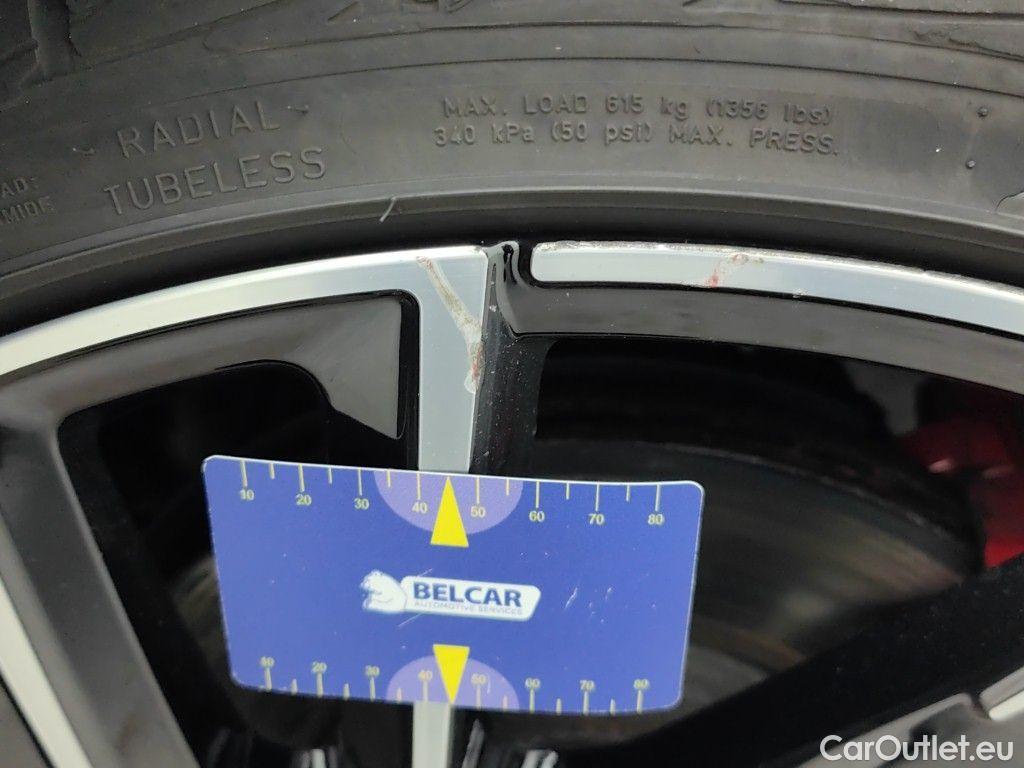 RADIAL
TUBELESS
MAX. LOAD 615 kg (1356 lbs)
340 kPa (50 psi) MAX. PRESS.
MIDE
10 20 30 40 50 60 70 80
BELCAR
AUTOMOTIVE SERVICES
10 20 30 40 50 60 70 80
CarOutlet.eu